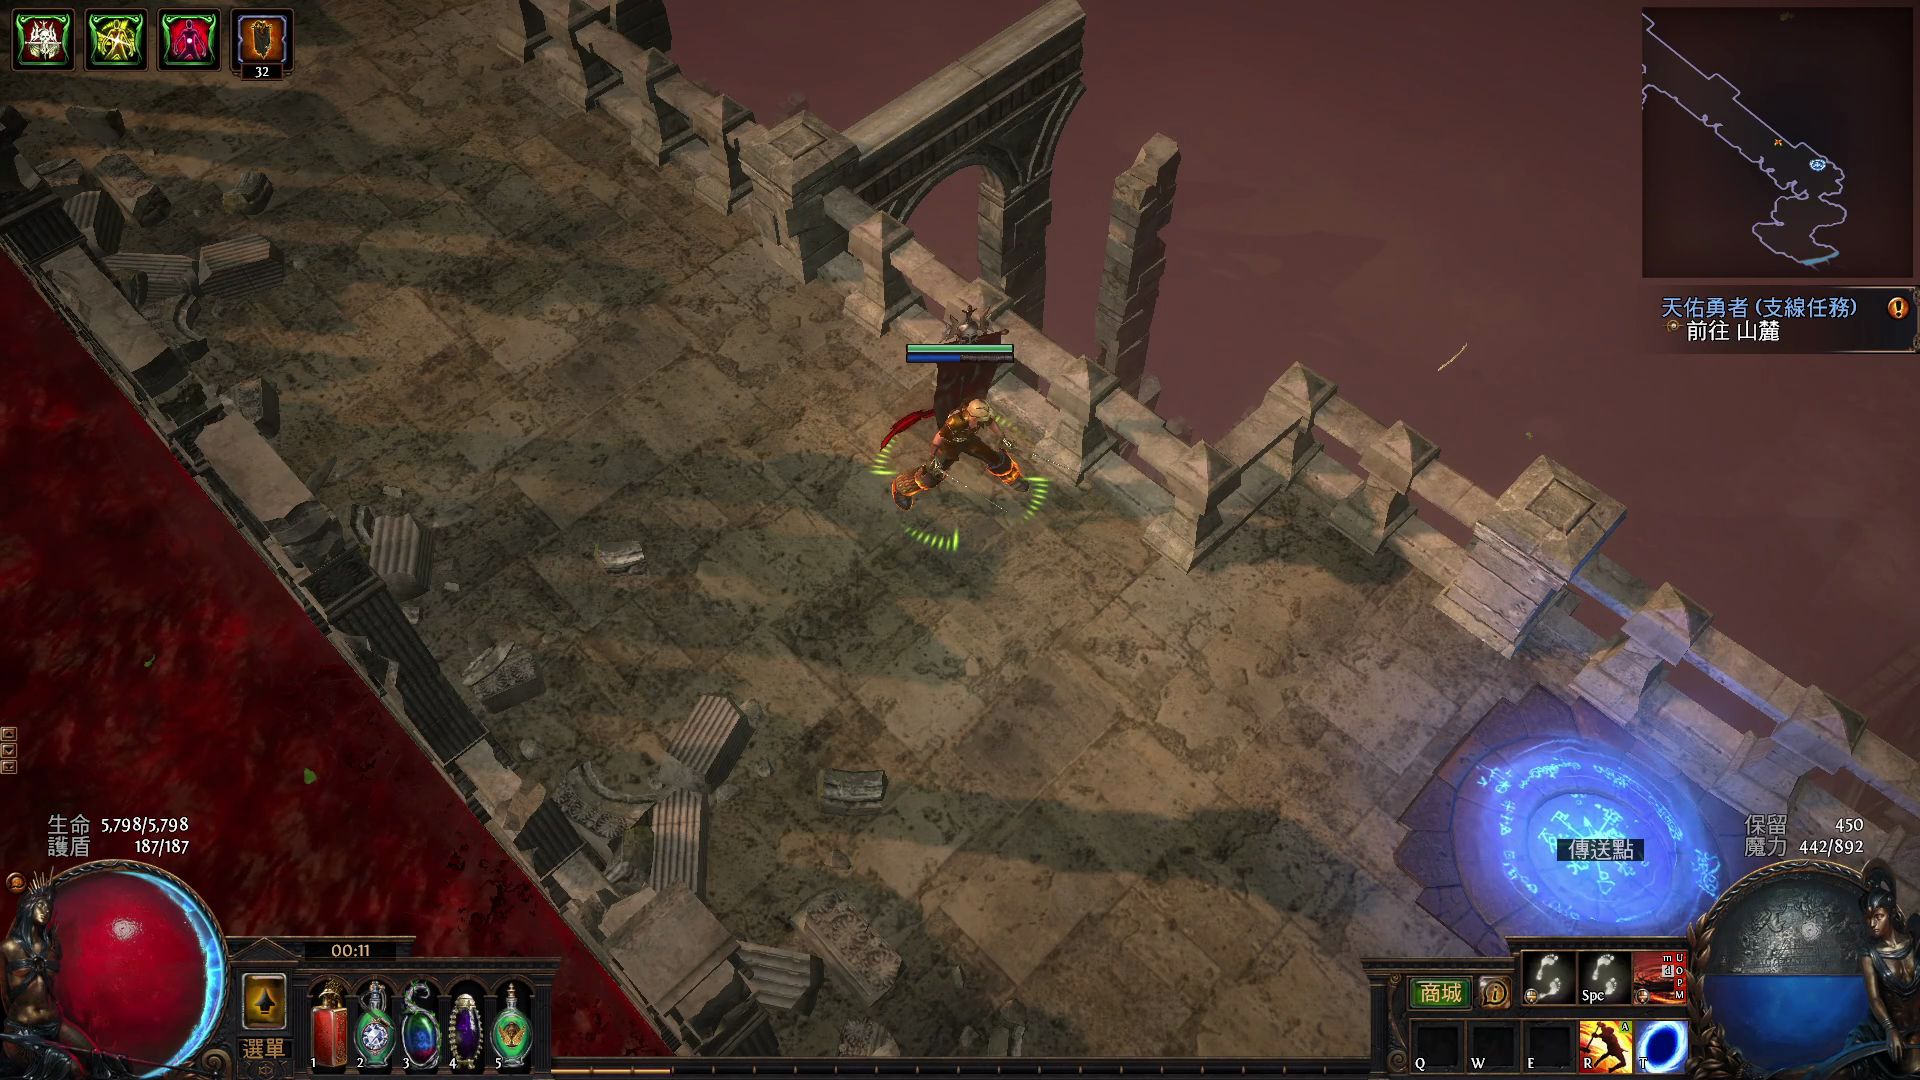 32
天佑勇者 (支線任務)
前往 山麓
生命 5,798/5,798
護盾 187/187
傳送點
保留 450
魔力 442/892
00:11
選單
1 2 3 4 5
商城
Spc
m U
d O
P
M
Q W E R T
A